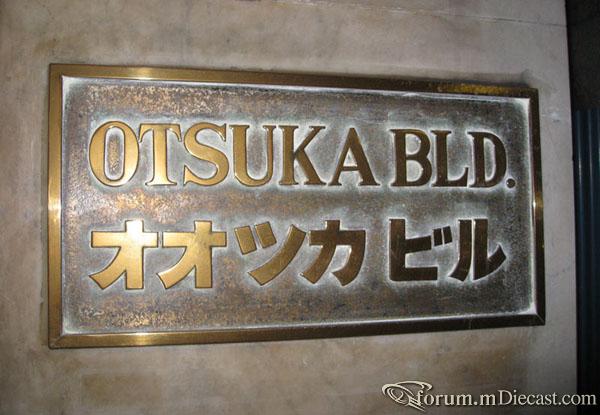 OTSUKA BLD.
オオツカ ビル
forum.mDiecast.com